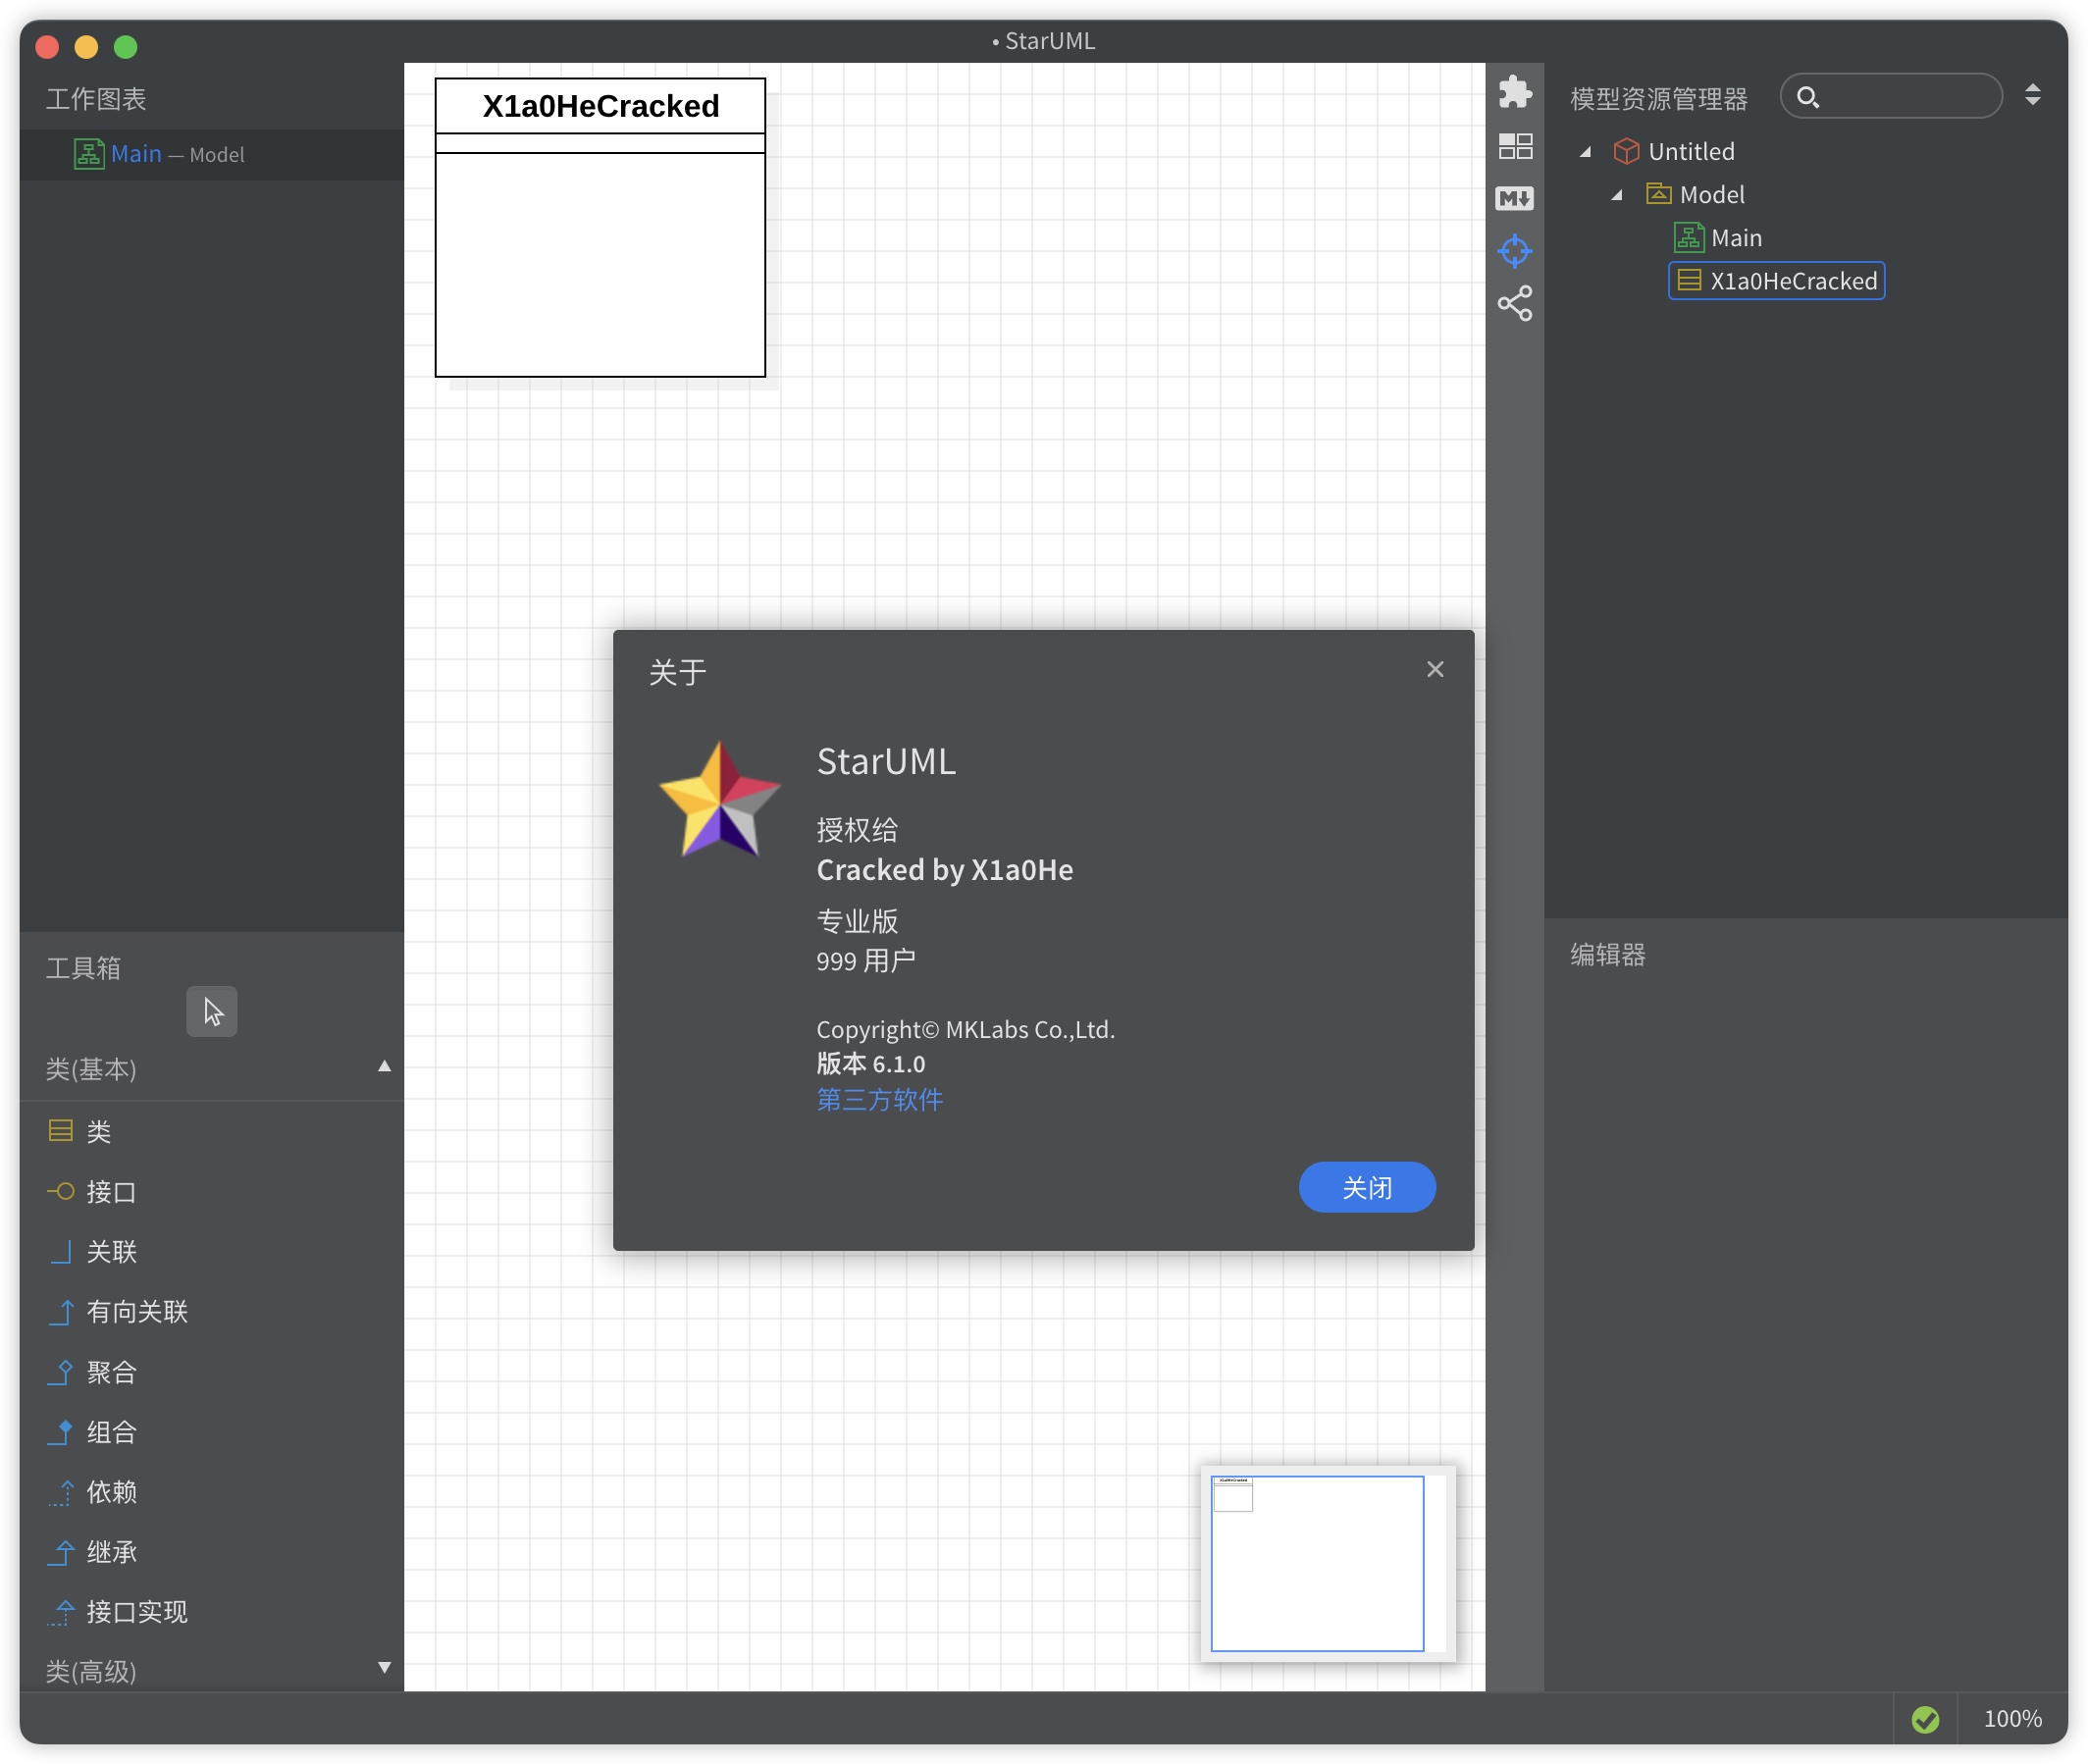 • StarUML
工作图表
Main — Model
X1a0HeCracked
模型资源管理器
Untitled
Model
Main
X1a0HeCracked
关于
StarUML
授权给
Cracked by X1a0He
专业版
999 用户
Copyright© MKLabs Co.,Ltd.
版本 6.1.0
第三方软件
关闭
工具箱
类(基本)
类
接口
关联
有向关联
聚合
组合
依赖
继承
接口实现
类(高级)
编辑器
X1a0HeCracked
100%